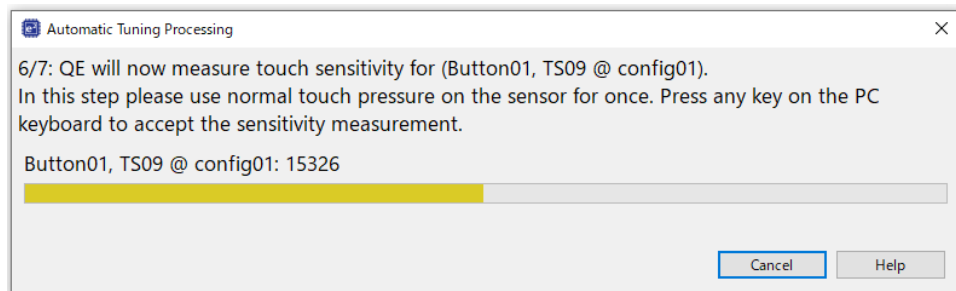 Automatic Tuning Processing
6/7: QE will now measure touch sensitivity for (Button01, TS09 @ config01).
In this step please use normal touch pressure on the sensor for once. Press any key on the PC
keyboard to accept the sensitivity measurement.
Button01, TS09 @ config01: 15326
Cancel Help